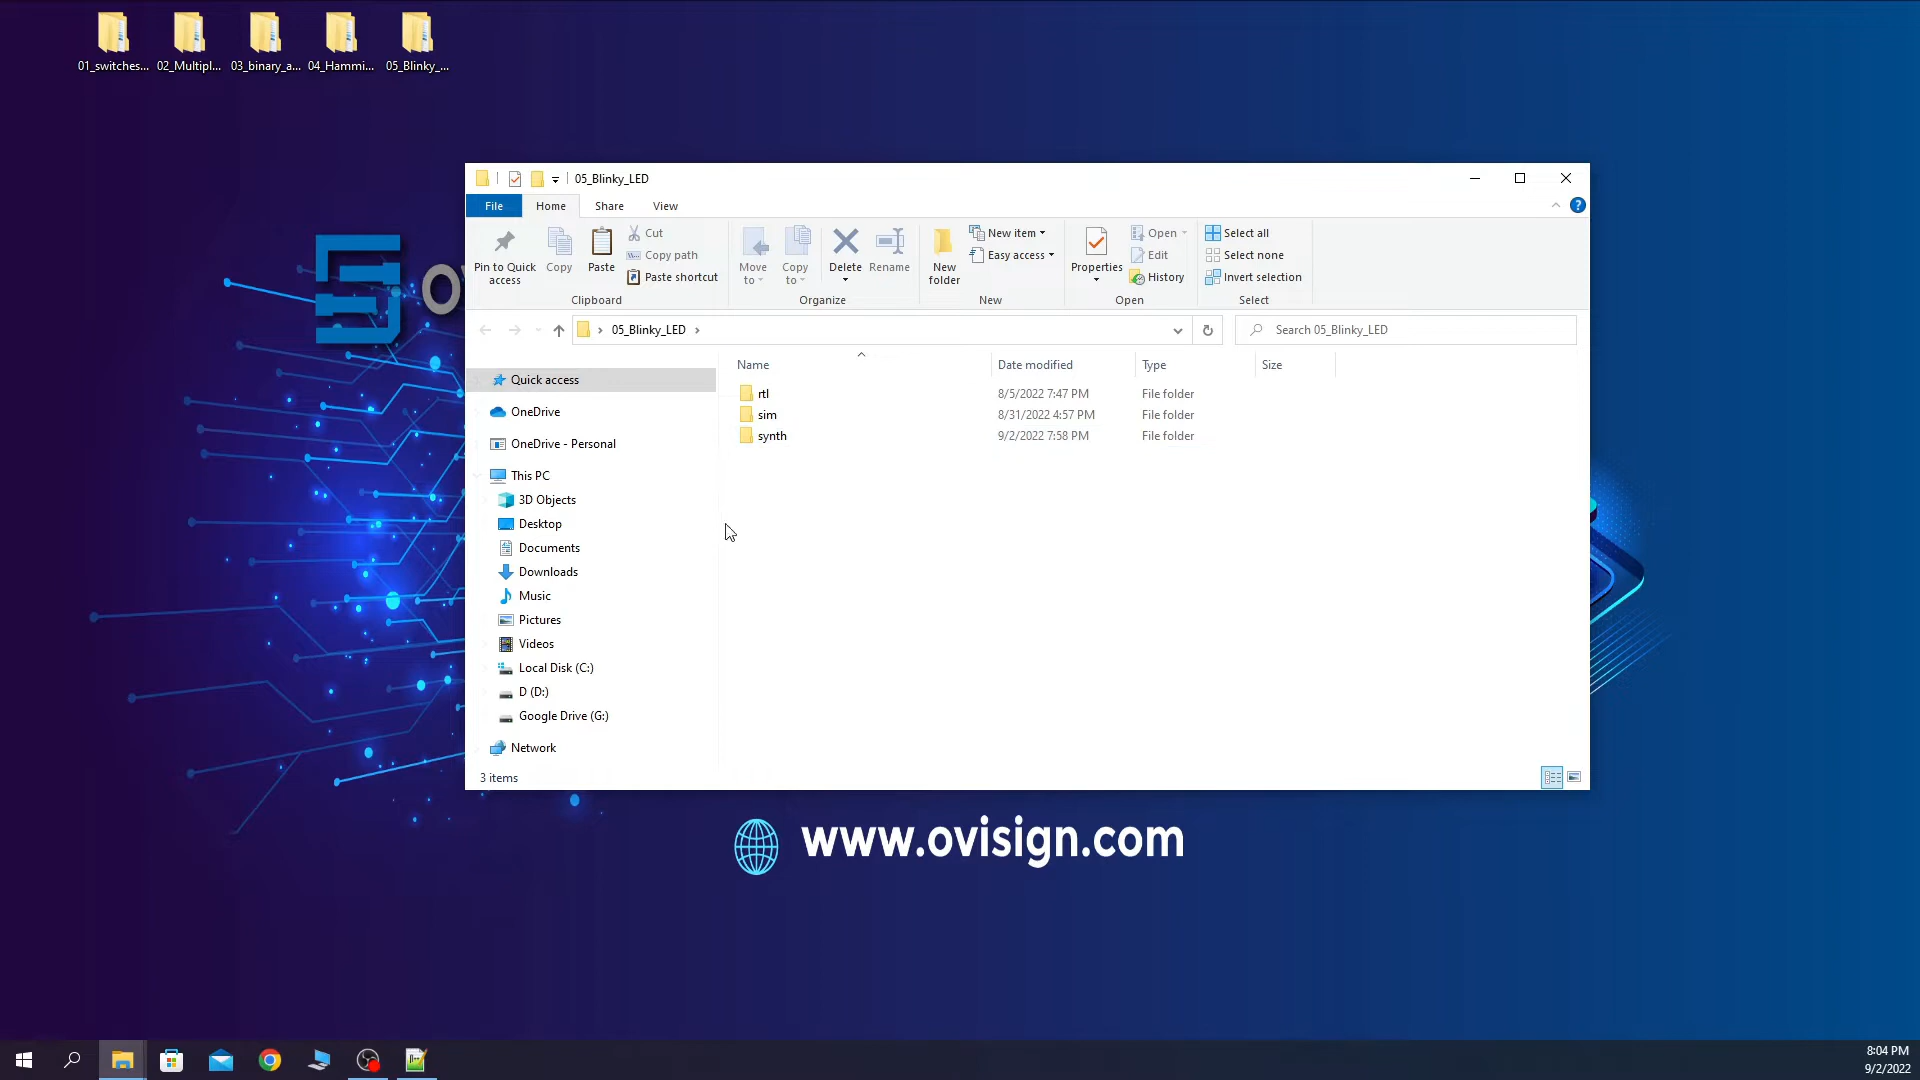 01_switches... 02_Multipl... 03_binary_a... 04_Hammi... 05_Blinky_...
05_Blinky_LED
File Home Share View
Pin to Quick access
Copy
Paste
Cut
Copy path
Paste shortcut
Clipboard
Move to
Copy to
Delete
Rename
Organize
New folder
New item
Easy access
New
Properties
Open
Edit
History
Open
Select all
Select none
Invert selection
Select
05_Blinky_LED
Search 05_Blinky_LED
Name Date modified Type Size
rtl 8/5/2022 7:47 PM File folder
sim 8/31/2022 4:57 PM File folder
synth 9/2/2022 7:58 PM File folder
Quick access
OneDrive
OneDrive - Personal
This PC
3D Objects
Desktop
Documents
Downloads
Music
Pictures
Videos
Local Disk (C:)
D (D:)
Google Drive (G:)
Network
3 items
www.ovisign.com
8:04 PM
9/2/2022